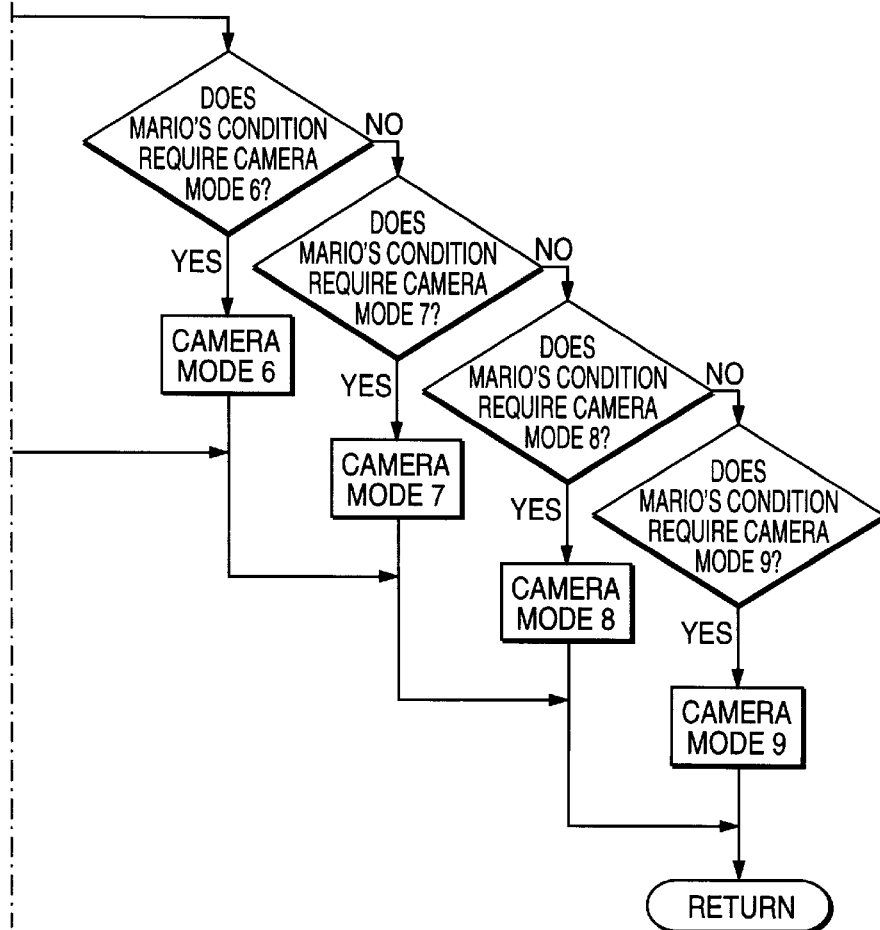 DOES
MARIO'S CONDITION
REQUIRE CAMERA
MODE 6?
NO
YES
CAMERA
MODE 6
DOES
MARIO'S CONDITION
REQUIRE CAMERA
MODE 7?
NO
YES
CAMERA
MODE 7
DOES
MARIO'S CONDITION
REQUIRE CAMERA
MODE 8?
NO
YES
CAMERA
MODE 8
DOES
MARIO'S CONDITION
REQUIRE CAMERA
MODE 9?
YES
CAMERA
MODE 9
RETURN